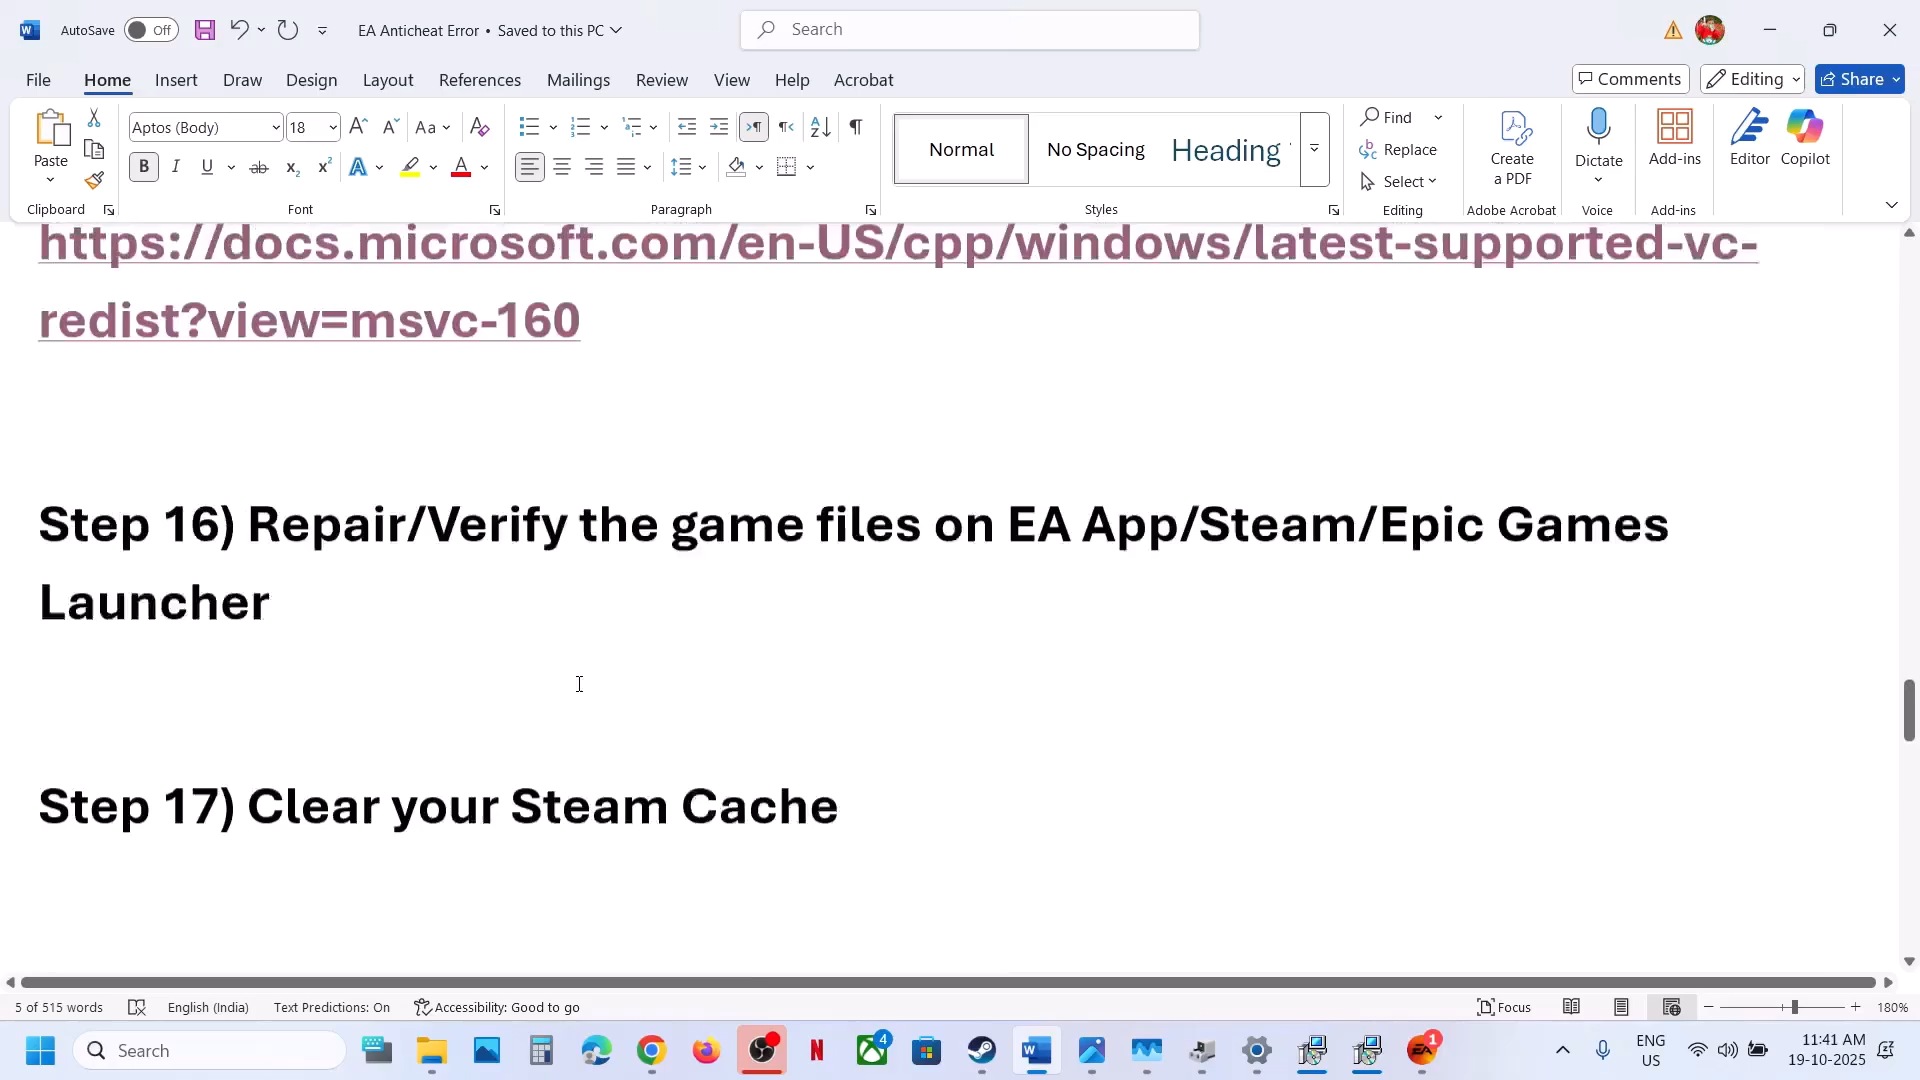 AutoSave Off EA Anticheat Error • Saved to this PC Search
File Home Insert Draw Design Layout References Mailings Review View Help Acrobat Comments Editing Share
Paste Aptos (Body) 18 Normal No Spacing Heading Find Replace Select Create a PDF Dictate Add-ins Editor Copilot
Clipboard Font Paragraph Styles Editing Adobe Acrobat Voice Add-ins
https://docs.microsoft.com/en-US/cpp/windows/latest-supported-vc-
redist?view=msvc-160
Step 16) Repair/Verify the game files on EA App/Steam/Epic Games
Launcher
Step 17) Clear your Steam Cache
5 of 515 words English (India) Text Predictions: On Accessibility: Good to go Focus 180%
Search 4 1 ENG US 11:41 AM 19-10-2025